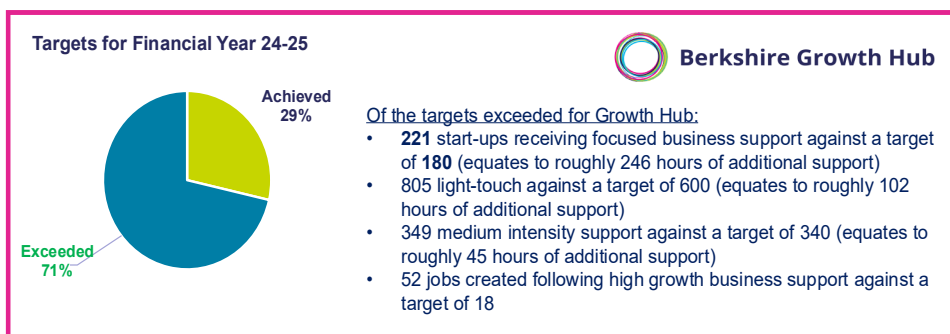 Targets for Financial Year 24-25
Berkshire Growth Hub
Achieved
29%
Exceeded
71%
Of the targets exceeded for Growth Hub:
• 221 start-ups receiving focused business support against a target
of 180 (equates to roughly 246 hours of additional support)
• 805 light-touch against a target of 600 (equates to roughly 102
hours of additional support)
• 349 medium intensity support against a target of 340 (equates to
roughly 45 hours of additional support)
• 52 jobs created following high growth business support against a
target of 18